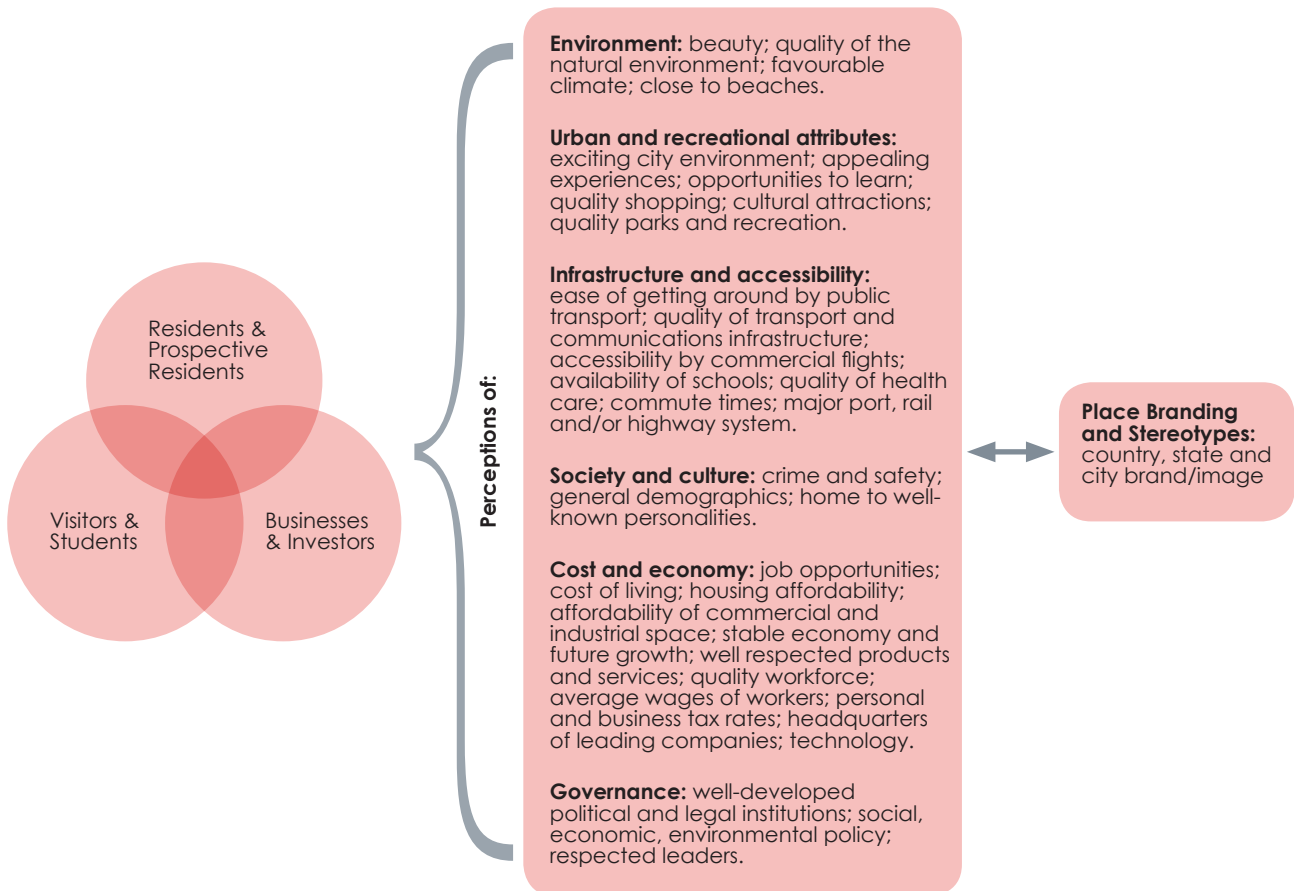 Residents &
Prospective
Residents
Visitors &
Students
Businesses
& Investors
Perceptions of:
Environment: beauty; quality of the
natural environment; favourable
climate; close to beaches.
Urban and recreational attributes:
exciting city environment; appealing
experiences; opportunities to learn;
quality shopping; cultural attractions;
quality parks and recreation.
Infrastructure and accessibility:
ease of getting around by public
transport; quality of transport and
communications infrastructure;
accessibility by commercial flights;
availability of schools; quality of health
care; commute times; major port, rail
and/or highway system.
Society and culture: crime and safety;
general demographics; home to well-
known personalities.
Cost and economy: job opportunities;
cost of living; housing affordability;
affordability of commercial and
industrial space; stable economy and
future growth; well respected products
and services; quality workforce;
average wages of workers; personal
and business tax rates; headquarters
of leading companies; technology.
Governance: well-developed
political and legal institutions; social,
economic, environmental policy;
respected leaders.
Place Branding
and Stereotypes:
country, state and
city brand/image